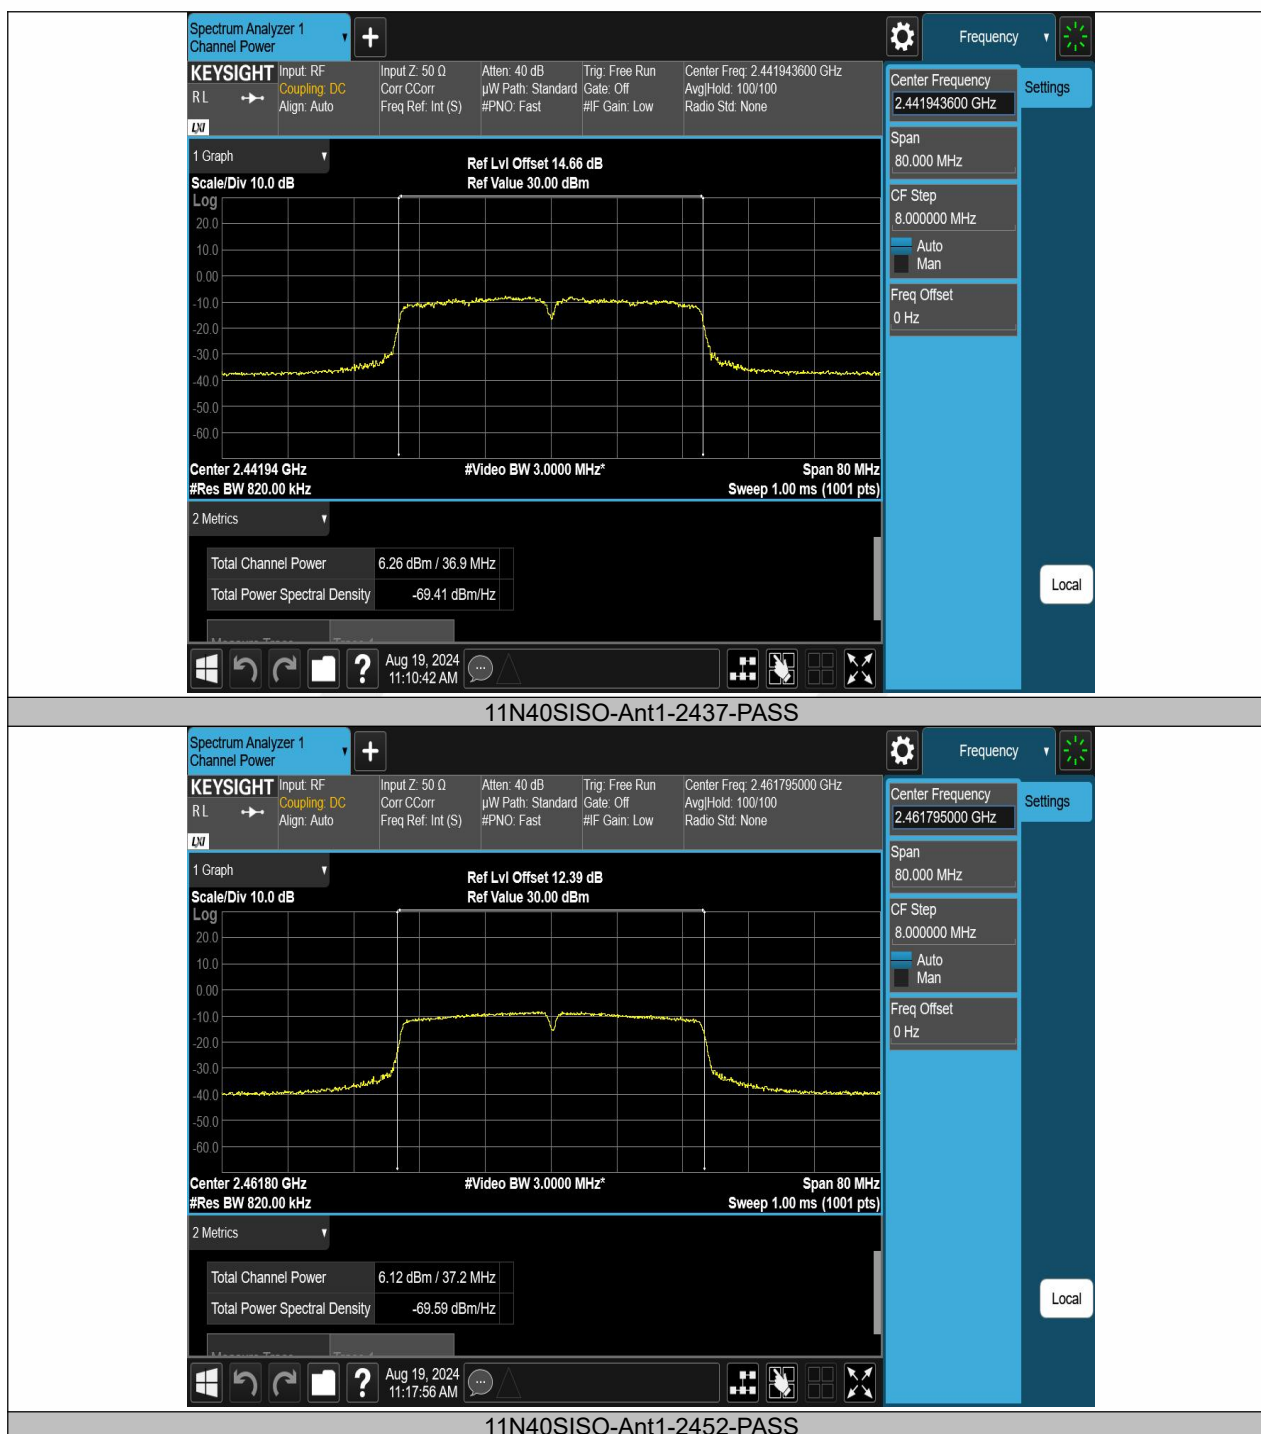 Spectrum Analyzer 1
Channel Power
Frequency
KEYSIGHT
R L
LXI
Input: RF
Coupling: DC
Align: Auto
Input Z: 50 Ω
Corr CCorr
Freq Ref: Int (S)
Atten: 40 dB
µW Path: Standard
#PNO: Fast
Trig: Free Run
Gate: Off
#IF Gain: Low
Center Freq: 2.441943600 GHz
Avg|Hold: 100/100
Radio Std: None
Center Frequency
2.441943600 GHz
Settings
Span
80.000 MHz
CF Step
8.000000 MHz
Auto
Man
Freq Offset
0 Hz
Local
1 Graph
Scale/Div 10.0 dB
Ref Lvl Offset 14.66 dB
Ref Value 30.00 dBm
Log
20.0
10.0
0.00
-10.0
-20.0
-30.0
-40.0
-50.0
-60.0
Center 2.44194 GHz
#Video BW 3.0000 MHz*
Span 80 MHz
#Res BW 820.00 kHz
Sweep 1.00 ms (1001 pts)
2 Metrics
Total Channel Power 6.26 dBm / 36.9 MHz
Total Power Spectral Density -69.41 dBm/Hz
?
Aug 19, 2024
11:10:42 AM
11N40SISO-Ant1-2437-PASS
Spectrum Analyzer 1
Channel Power
Frequency
KEYSIGHT
R L
LXI
Input: RF
Coupling: DC
Align: Auto
Input Z: 50 Ω
Corr CCorr
Freq Ref: Int (S)
Atten: 40 dB
µW Path: Standard
#PNO: Fast
Trig: Free Run
Gate: Off
#IF Gain: Low
Center Freq: 2.461795000 GHz
Avg|Hold: 100/100
Radio Std: None
Center Frequency
2.461795000 GHz
Settings
Span
80.000 MHz
CF Step
8.000000 MHz
Auto
Man
Freq Offset
0 Hz
Local
1 Graph
Scale/Div 10.0 dB
Ref Lvl Offset 12.39 dB
Ref Value 30.00 dBm
Log
20.0
10.0
0.00
-10.0
-20.0
-30.0
-40.0
-50.0
-60.0
Center 2.46180 GHz
#Video BW 3.0000 MHz*
Span 80 MHz
#Res BW 820.00 kHz
Sweep 1.00 ms (1001 pts)
2 Metrics
Total Channel Power 6.12 dBm / 37.2 MHz
Total Power Spectral Density -69.59 dBm/Hz
?
Aug 19, 2024
11:17:56 AM
11N40SISO-Ant1-2452-PASS